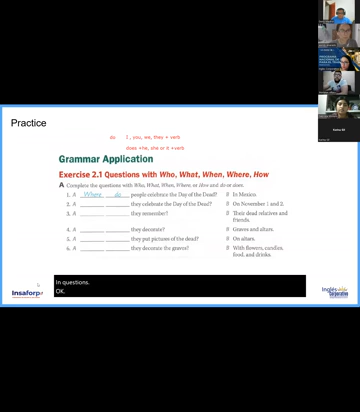 Practice
do I, you, we, they + verb
does +he, she or it +verb
Grammar Application
Exercise 2.1 Questions with Who, What, When, Where, How
A Complete the questions with Who, What, When, Where, or How and do or does.
1. A Where do people celebrate the Day of the Dead? B In Mexico.
2. A they celebrate the Day of the Dead? B On November 1 and 2.
3. A they remember? B Their dead relatives and
friends.
4. A they decorate? B Graves and altars.
5. A they put pictures of the dead? B On altars.
6. A they decorate the graves? B With flowers, candles,
food, and drinks.
In questions.
OK.
Insaforp
Inglés
Corporativo